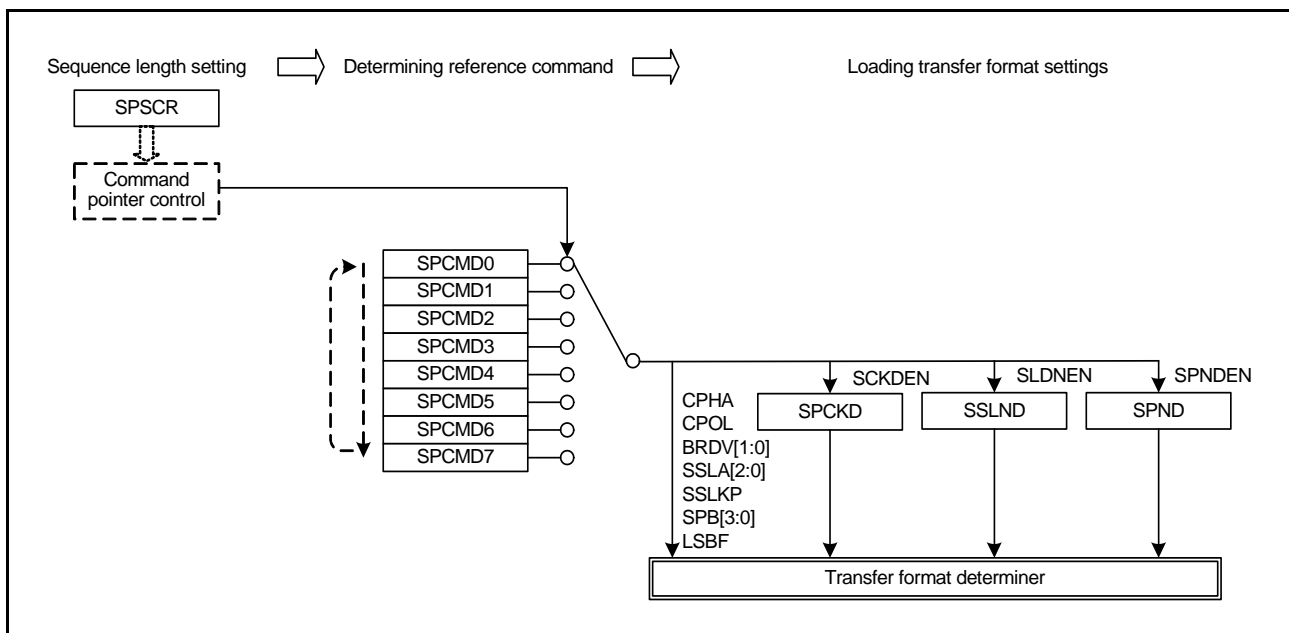 Sequence length setting
Determining reference command
Loading transfer format settings
SPSCR
Command
pointer control
SPCMD0
SPCMD1
SPCMD2
SPCMD3
SPCMD4
SPCMD5
SPCMD6
SPCMD7
CPHA
CPOL
BRDV[1:0]
SSLA[2:0]
SSLKP
SPB[3:0]
LSBF
SCKDEN
SPCKD
SLDNEN
SSLND
SPNDEN
SPND
Transfer format determiner